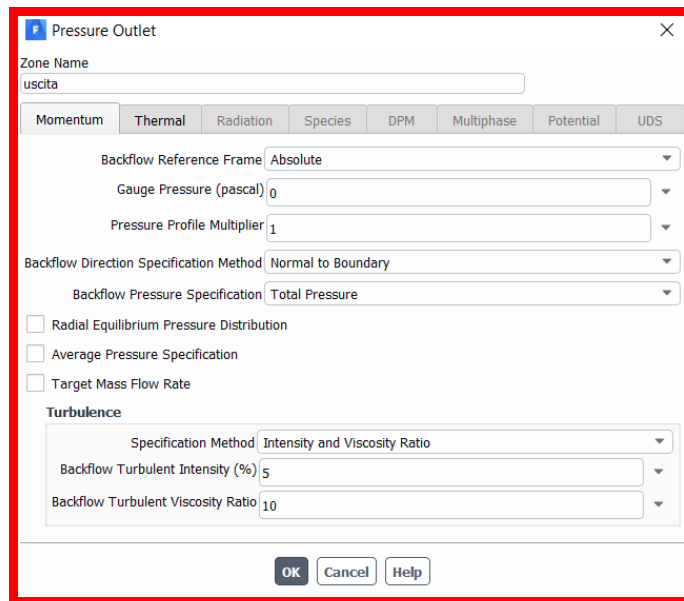 F Pressure Outlet
Zone Name
uscita
Momentum Thermal Radiation Species DPM Multiphase Potential UDS
Backflow Reference Frame Absolute
Gauge Pressure (pascal) 0
Pressure Profile Multiplier 1
Backflow Direction Specification Method Normal to Boundary
Backflow Pressure Specification Total Pressure
Radial Equilibrium Pressure Distribution
Average Pressure Specification
Target Mass Flow Rate
Turbulence
Specification Method Intensity and Viscosity Ratio
Backflow Turbulent Intensity (%) 5
Backflow Turbulent Viscosity Ratio 10
OK Cancel Help